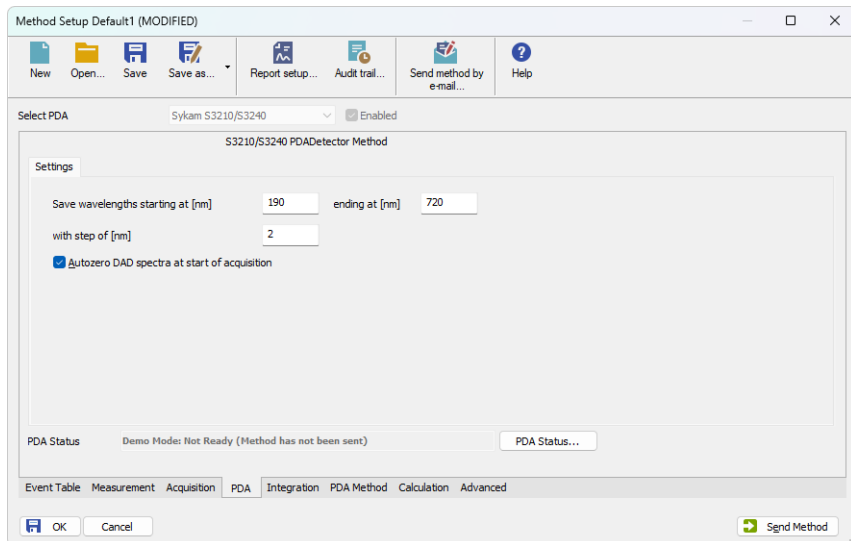 Method Setup Default1 (MODIFIED)
New Open... Save Save as... Report setup... Audit trail... Send method by e-mail... Help
Select PDA Sykam S3210/S3240 Enabled
S3210/S3240 PDADetector Method
Settings
Save wavelengths starting at [nm] 190 ending at [nm] 720
with step of [nm] 2
Autozero DAD spectra at start of acquisition
PDA Status Demo Mode: Not Ready (Method has not been sent) PDA Status...
Event Table Measurement Acquisition PDA Integration PDA Method Calculation Advanced
OK Cancel Send Method